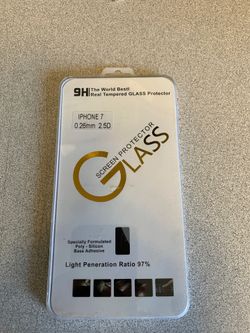 9H The World Best!
Real Tempered GLASS Protector
IPHONE 7
0.26mm 2.5D
SCREEN PROTECTOR
GLASS
Specially Formulated
Poly - Silicon
Base Adhesive
Light Peneration Ratio 97%